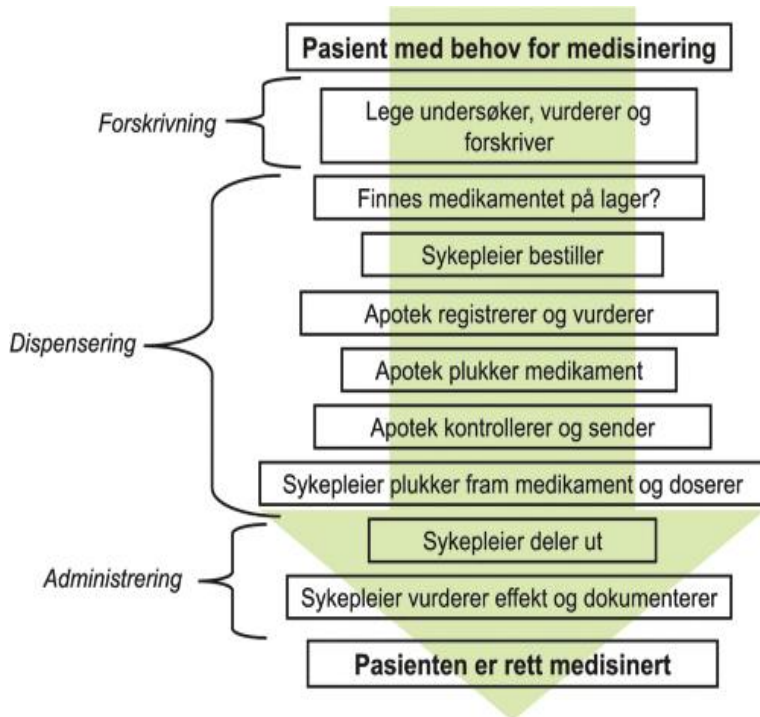 Pasient med behov for medisinering
Forskrivning
Lege undersøker, vurderer og
forskriver
Finnes medikamentet på lager?
Sykepleier bestiller
Apotek registrerer og vurderer
Dispensering
Apotek plukker medikament
Apotek kontrollerer og sender
Sykepleier plukker fram medikament og doserer
Sykepleier deler ut
Administrering
Sykepleier vurderer effekt og dokumenterer
Pasienten er rett medisinert